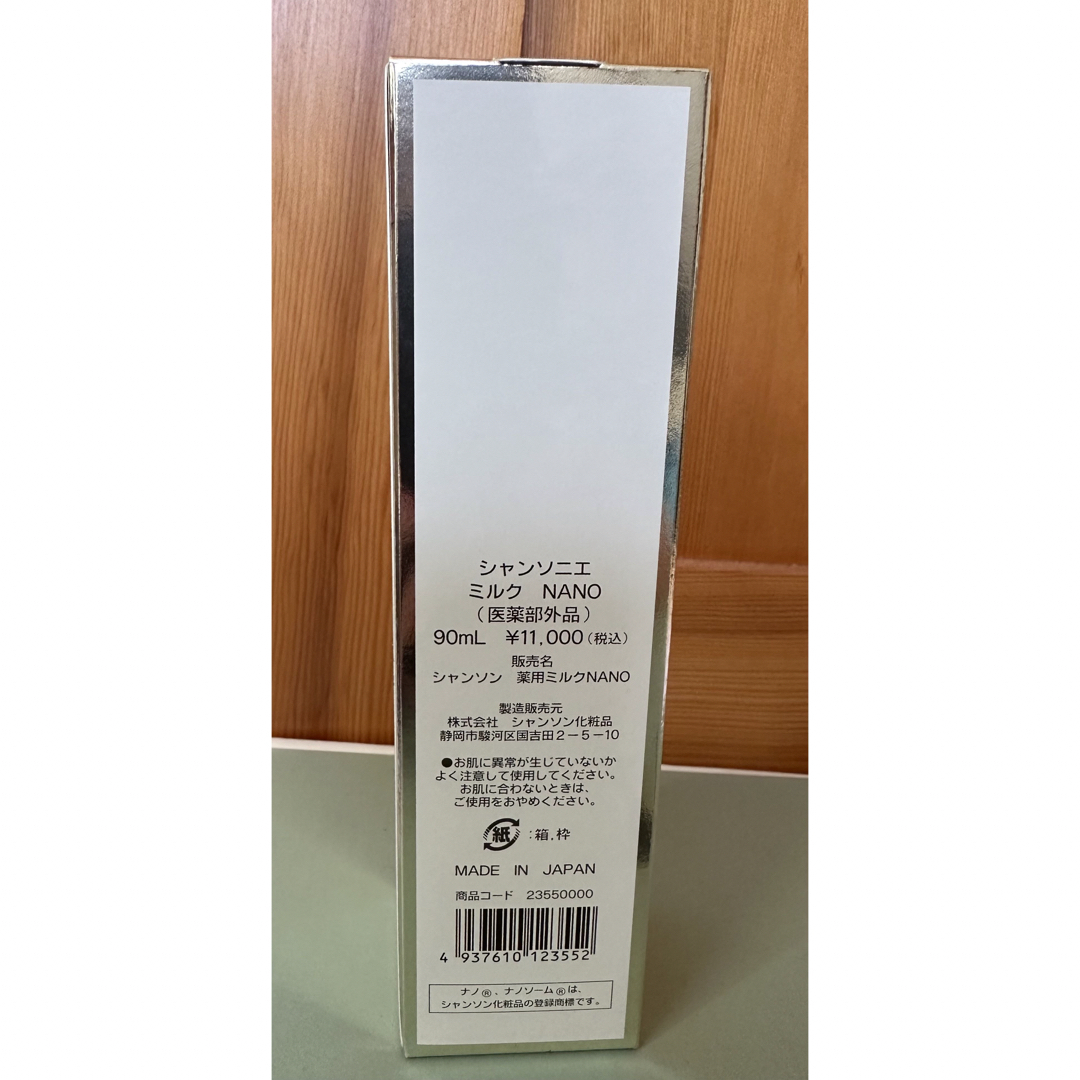 シャンソニエ
ミルク　NANO
（医薬部外品）
90mL　¥11,000（税込）
販売名
シャンソン　薬用ミルクNANO
製造販売元
株式会社　シャンソン化粧品
静岡市駿河区国吉田2－5－10
●お肌に異常が生じていないか
よく注意して使用してください。
お肌に合わないときは、
ご使用をおやめください。
紙：箱．枠
MADE IN JAPAN
商品コード　23550000
4 937610 123552
ナノ®、ナノソーム®は、
シャンソン化粧品の登録商標です。